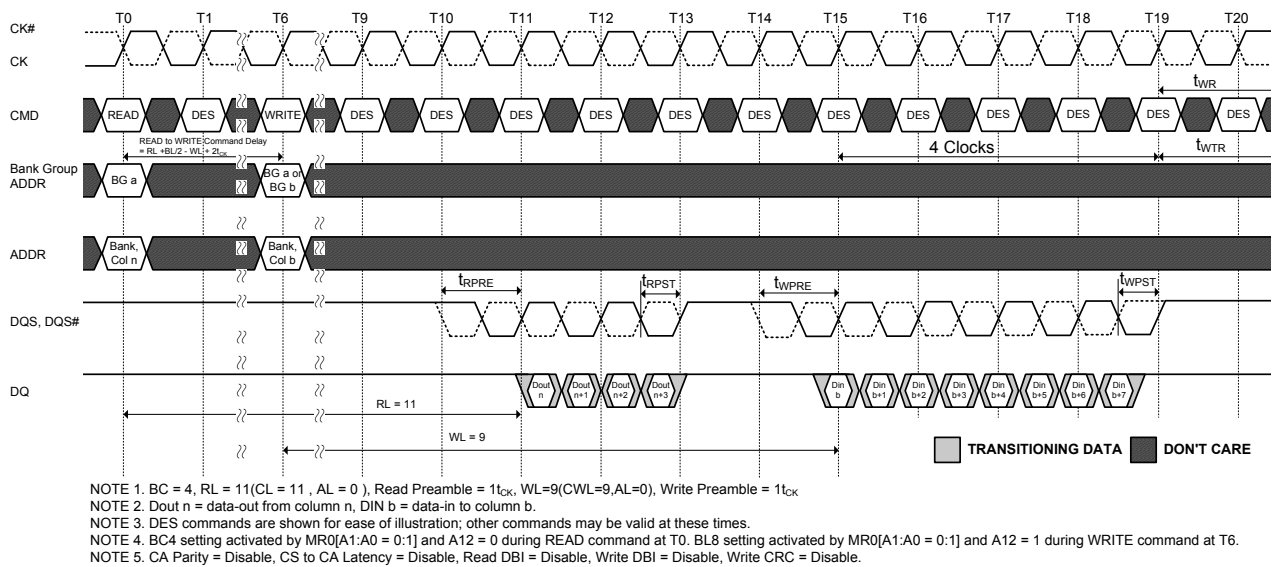 T0 T1 T6 T9 T10 T11 T12 T13 T14 T15 T16 T17 T18 T19 T20
CK#
CK
tWR
CMD READ DES WRITE DES DES DES DES DES DES DES DES DES DES DES DES
READ to WRITE Command Delay
= RL +BL/2 - WL + 2tCK
4 Clocks
tWTR
Bank Group
ADDR
BG a
BG a or
BG b
ADDR
Bank,
Col n
Bank,
Col b
tRPRE tRPST tWPRE tWPST
DQS, DQS#
DQ
Dout
n
Dout
n+1
Dout
n+2
Dout
n+3
Din
b
Din
b+1
Din
b+2
Din
b+3
Din
b+4
Din
b+5
Din
b+6
Din
b+7
RL = 11
WL = 9
TRANSITIONING DATA DON'T CARE
NOTE 1. BC = 4, RL = 11(CL = 11 , AL = 0 ), Read Preamble = 1tCK, WL=9(CWL=9,AL=0), Write Preamble = 1tCK
NOTE 2. Dout n = data-out from column n, DIN b = data-in to column b.
NOTE 3. DES commands are shown for ease of illustration; other commands may be valid at these times.
NOTE 4. BC4 setting activated by MR0[A1:A0 = 0:1] and A12 = 0 during READ command at T0. BL8 setting activated by MR0[A1:A0 = 0:1] and A12 = 1 during WRITE command at T6.
NOTE 5. CA Parity = Disable, CS to CA Latency = Disable, Read DBI = Disable, Write DBI = Disable, Write CRC = Disable.